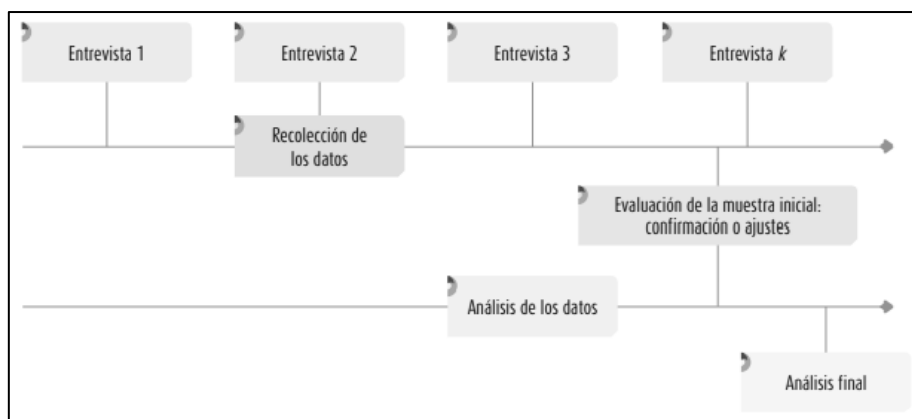 Entrevista 1
Entrevista 2
Entrevista 3
Entrevista k
Recolección de
los datos
Evaluación de la muestra inicial:
confirmación o ajustes
Análisis de los datos
Análisis final